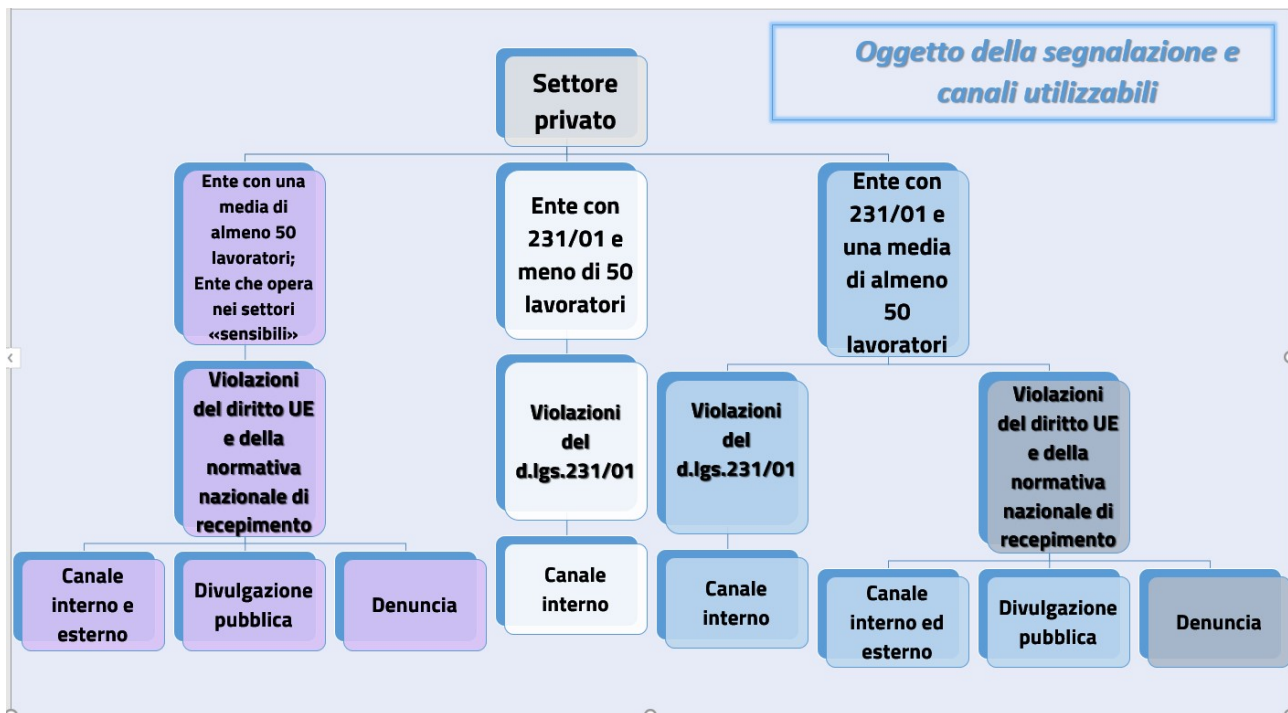 Oggetto della segnalazione e
canali utilizzabili
Settore
privato
Ente con una
media di
almeno 50
lavoratori;
Ente che opera
nei settori
«sensibili»
Ente con
231/01 e
meno di 50
lavoratori
Ente con
231/01 e
una media
di almeno
50
lavoratori
Violazioni
del diritto UE
e della
normativa
nazionale di
recepimento
Violazioni
del
d.lgs.231/01
Violazioni
del
d.lgs.231/01
Violazioni
del diritto UE
e della
normativa
nazionale di
recepimento
Canale
interno e
esterno
Divulgazione
pubblica
Denuncia
Canale
interno
Canale
interno
Canale
interno ed
esterno
Divulgazione
pubblica
Denuncia